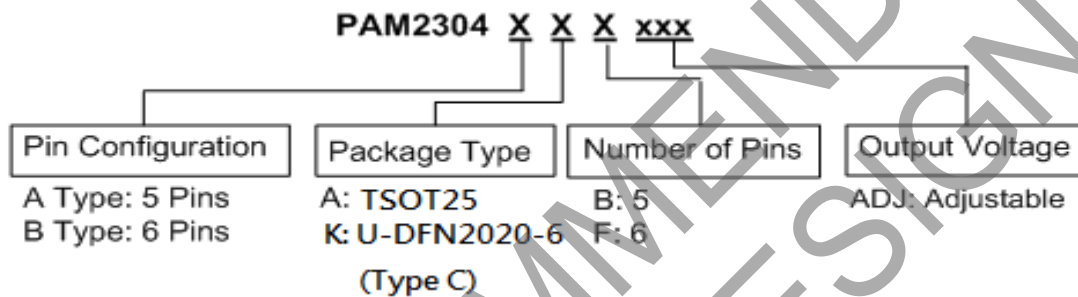 PAM2304 X X X xxx
Pin Configuration
A Type: 5 Pins
B Type: 6 Pins
Package Type
A: TSOT25
K: U-DFN2020-6
(Type C)
Number of Pins
B: 5
F: 6
Output Voltage
ADJ: Adjustable